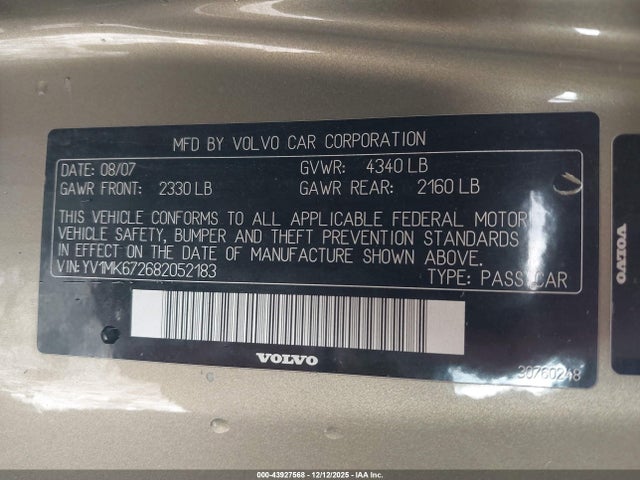 MFD BY VOLVO CAR CORPORATION
DATE: 08/07 GVWR: 4340 LB
GAWR FRONT: 2330 LB GAWR REAR: 2160 LB
THIS VEHICLE CONFORMS TO ALL APPLICABLE FEDERAL MOTOR
VEHICLE SAFETY, BUMPER AND THEFT PREVENTION STANDARDS
IN EFFECT ON THE DATE OF MANUFACTURE SHOWN ABOVE.
VIN: YV1MK672682052183 TYPE: PASS CAR
VOLVO
30760248
VOLVO
000-43927568 - 12/12/2025 - IAA Inc.